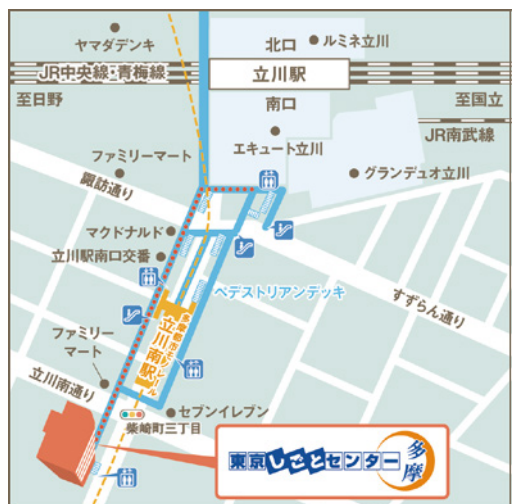 ヤマダデンキ
北口
ルミネ立川
JR中央線・青梅線
立川駅
至日野
南口
至国立
JR南武線
エキュート立川
ファミリーマート
グランデュオ立川
諏訪通り
マクドナルド
立川駅南口交番
ペデストリアンデッキ
すずらん通り
多摩都市モノレール
立川南駅
ファミリー
マート
立川南通り
セブンイレブン
柴崎町三丁目
東京しごとセンター多摩